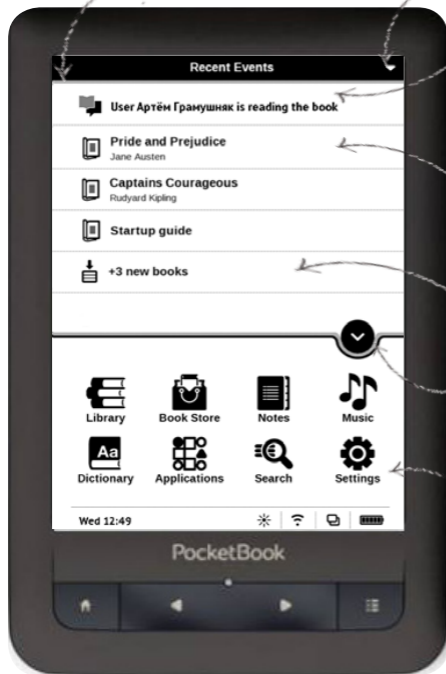 Recent Events
User Артём Грамушняк is reading the book
Pride and Prejudice
Jane Austen
Captains Courageous
Rudyard Kipling
Startup guide
+3 new books
Library Book Store Notes Music
Aa
Dictionary Applications Search Settings
Wed 12:49
PocketBook